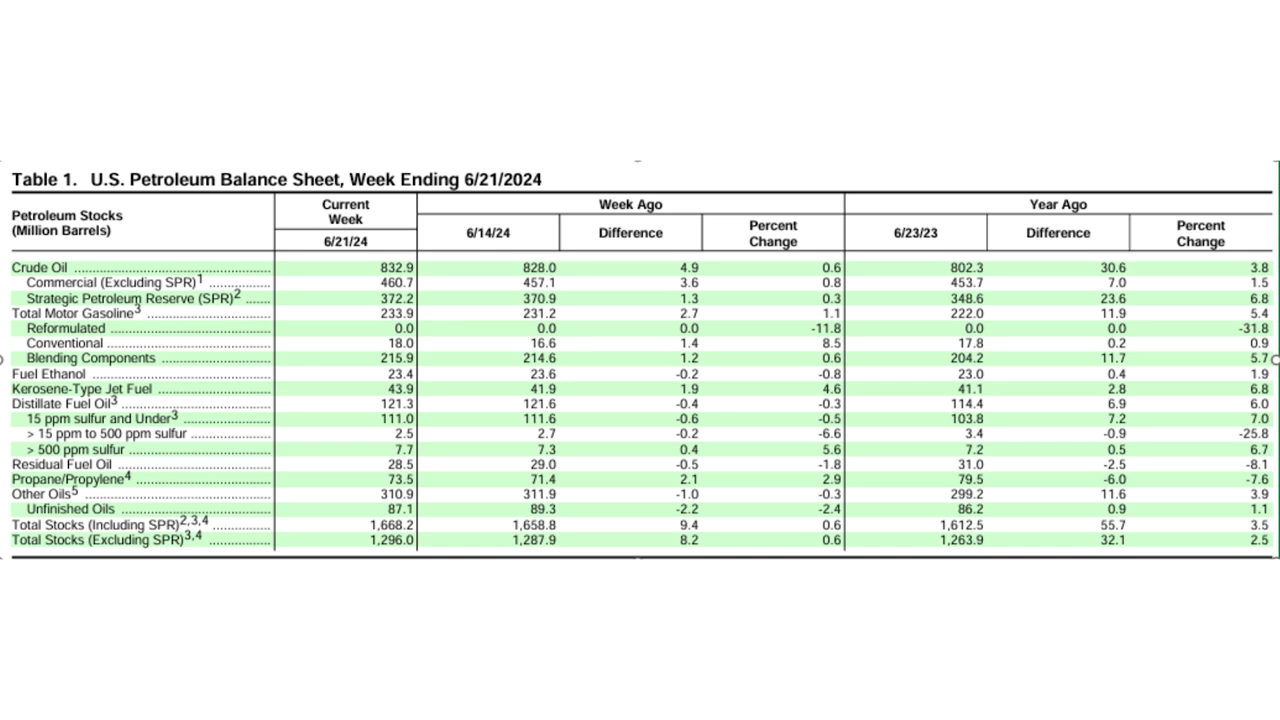 Table 1. U.S. Petroleum Balance Sheet, Week Ending 6/21/2024
Petroleum Stocks (Million Barrels) Current Week Week Ago Year Ago
6/21/24 6/14/24 Difference Percent Change 6/23/23 Difference Percent Change
Crude Oil ........ 832.9 828.0 4.9 0.6 802.3 30.6 3.8
Commercial (Excluding SPR)1 ........ 460.7 457.1 3.6 0.8 453.7 7.0 1.5
Strategic Petroleum Reserve (SPR)2 ....... 372.2 370.9 1.3 0.3 348.6 23.6 6.8
Total Motor Gasoline3 ........ 233.9 231.2 2.7 1.1 222.0 11.9 5.4
Reformulated ........ 0.0 0.0 0.0 -11.8 0.0 0.0 -31.8
Conventional ........ 18.0 16.6 1.4 8.5 17.8 0.2 0.9
Blending Components ........ 215.9 214.6 1.2 0.6 204.2 11.7 5.7
Fuel Ethanol ........ 23.4 23.6 -0.2 -0.8 23.0 0.4 1.9
Kerosene-Type Jet Fuel ........ 43.9 41.9 1.9 4.6 41.1 2.8 6.8
Distillate Fuel Oil3 ........ 121.3 121.6 -0.4 -0.3 114.4 6.9 6.0
15 ppm sulfur and Under3 ........ 111.0 111.6 -0.6 -0.5 103.8 7.2 7.0
> 15 ppm to 500 ppm sulfur ........ 2.5 2.7 -0.2 -6.6 3.4 -0.9 -25.8
> 500 ppm sulfur ........ 7.7 7.3 0.4 5.6 7.2 0.5 6.7
Residual Fuel Oil ........ 28.5 29.0 -0.5 -1.8 31.0 -2.5 -8.1
Propane/Propylene4 ........ 73.5 71.4 2.1 2.9 79.5 -6.0 -7.6
Other Oils5 ........ 310.9 311.9 -1.0 -0.3 299.2 11.6 3.9
Unfinished Oils ........ 87.1 89.3 -2.2 -2.4 86.2 0.9 1.1
Total Stocks (Including SPR)2,3,4 ........ 1,668.2 1,658.8 9.4 0.6 1,612.5 55.7 3.5
Total Stocks (Excluding SPR)3,4 ........ 1,296.0 1,287.9 8.2 0.6 1,263.9 32.1 2.5